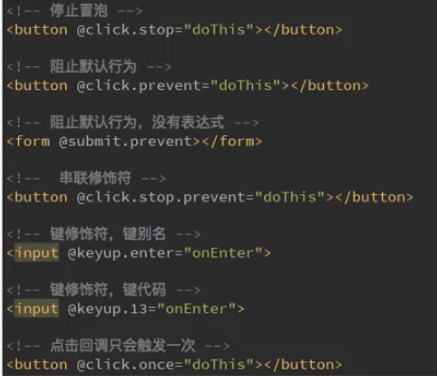 <!-- 停止冒泡 -->
<button @click.stop="doThis"></button>
<!-- 阻止默认行为 -->
<button @click.prevent="doThis"></button>
<!-- 阻止默认行为，没有表达式 -->
<form @submit.prevent></form>
<!--  串联修饰符 -->
<button @click.stop.prevent="doThis"></button>
<!-- 键修饰符，键别名 -->
<input @keyup.enter="onEnter">
<!-- 键修饰符，键代码 -->
<input @keyup.13="onEnter">
<!-- 点击回调只会触发一次 -->
<button @click.once="doThis"></button>